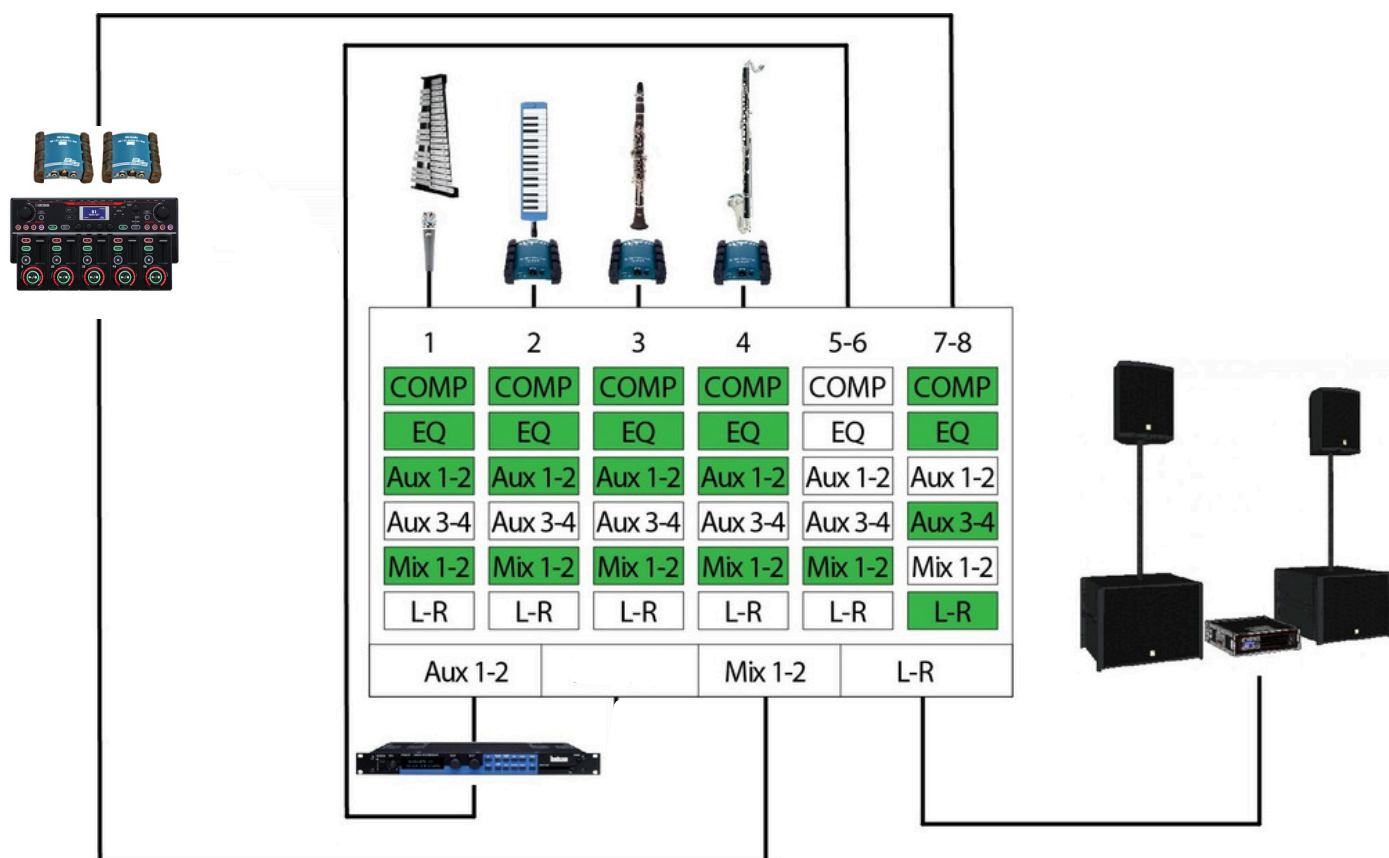 1 2 3 4 5-6 7-8
COMP COMP COMP COMP COMP COMP
EQ EQ EQ EQ EQ EQ
Aux 1-2 Aux 1-2 Aux 1-2 Aux 1-2 Aux 1-2 Aux 1-2
Aux 3-4 Aux 3-4 Aux 3-4 Aux 3-4 Aux 3-4 Aux 3-4
Mix 1-2 Mix 1-2 Mix 1-2 Mix 1-2 Mix 1-2 Mix 1-2
L-R L-R L-R L-R L-R L-R
Aux 1-2 Mix 1-2 L-R